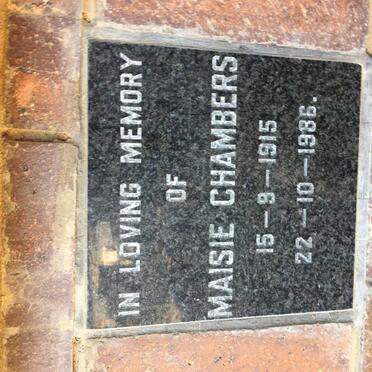 IN LOVING MEMORY
OF
MAISIE CHAMBERS
15-9-1915
22-10-1986.